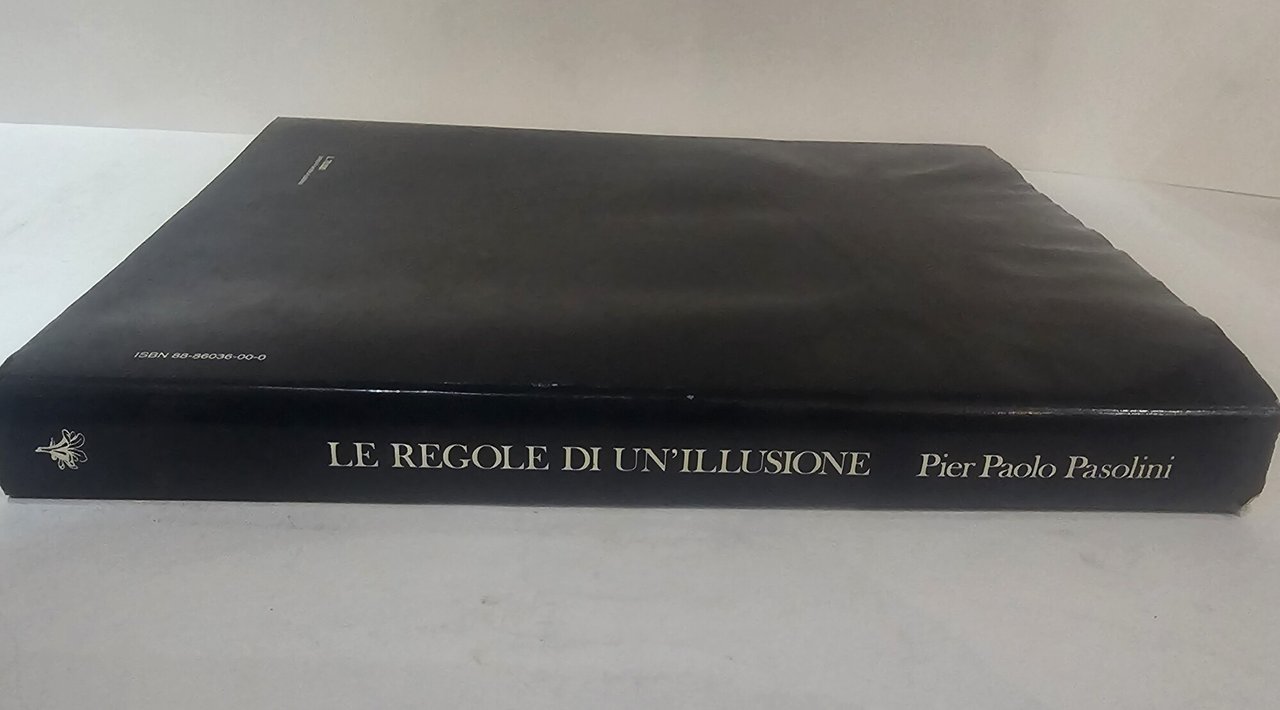 ISBN 88-86036-00-0
LE REGOLE DI UN'ILLUSIONE Pier Paolo Pasolini